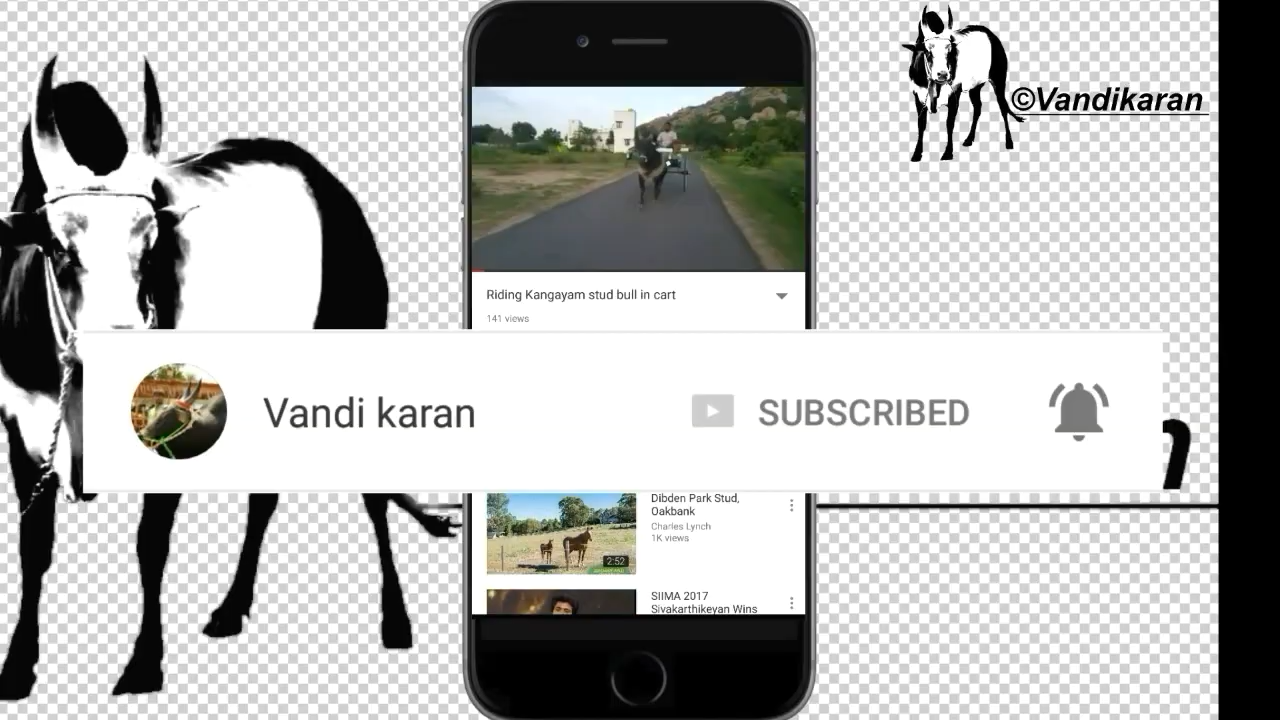 ©Vandikaran
Riding Kangayam stud bull in cart
141 views
Vandi karan
SUBSCRIBED
Dibden Park Stud,
Oakbank
Charles Lynch
1K views
2:52
SIIMA 2017
Sivakarthikeyan Wins